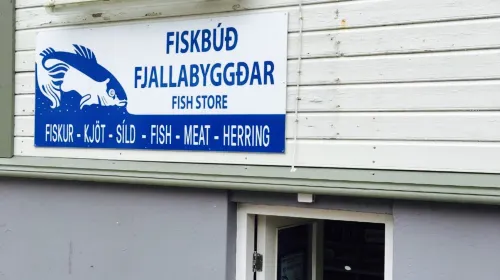 FISKBÚÐ
FJALLABYGGÐAR
FISH STORE
FISKUR - KJÖT - SÍLD - FISH - MEAT - HERRING